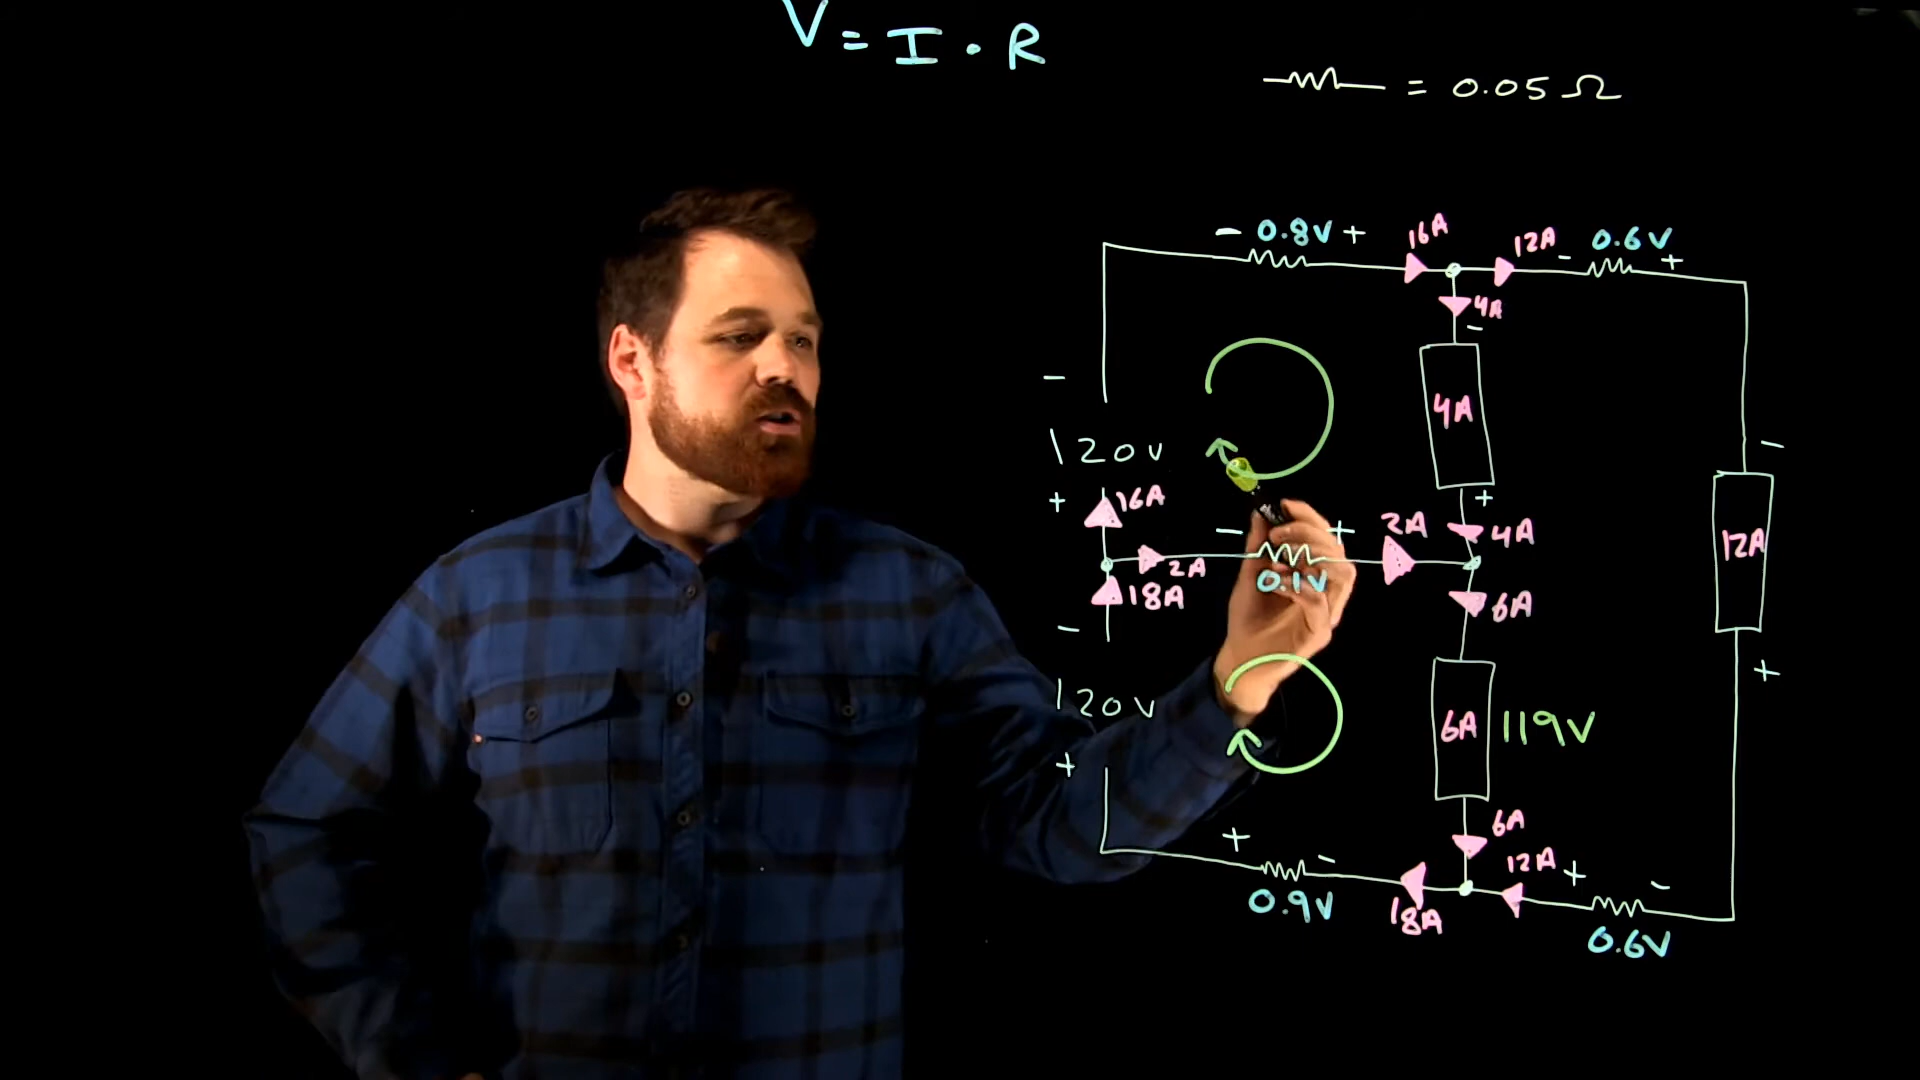 V = I · R
= 0.05 Ω
- 0.8V +
16A
12A
- 0.6V +
4A
-
-
4A
-
120V
+
16A
+
- +
2A
4A
12A
2A
0.1V
18A
6A
-
+
120V
6A
119V
+
6A
+ -
12A
+ -
0.9V
18A
0.6V